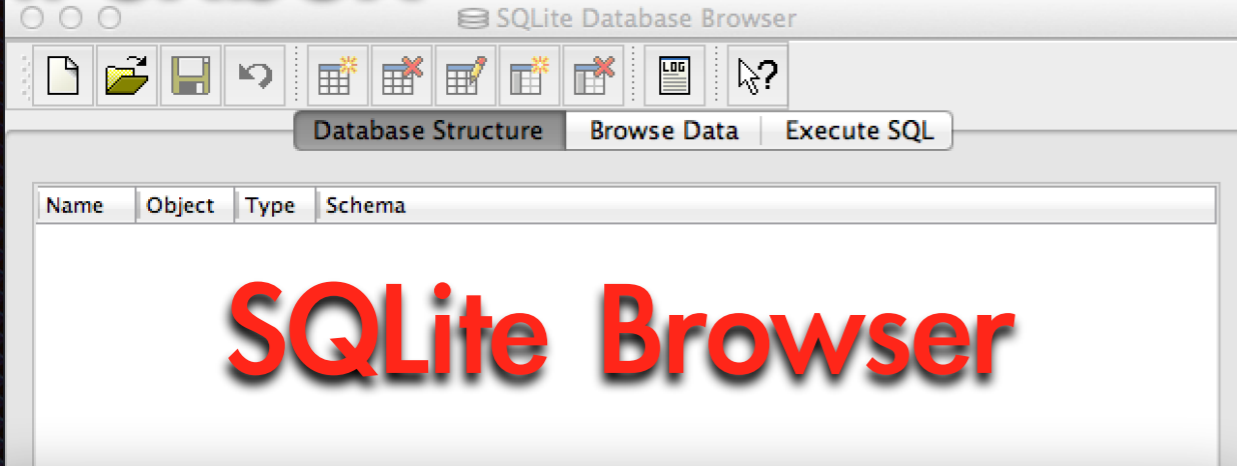 SQLite Database Browser
LOG
?
Database Structure Browse Data Execute SQL
Name Object Type Schema
SQLite Browser